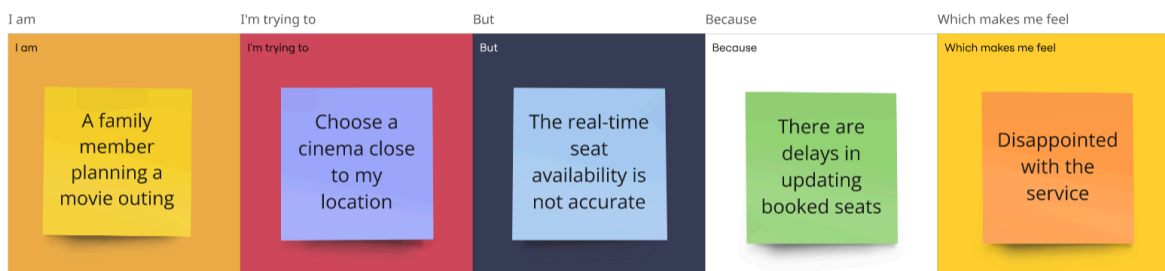 I am
I'm trying to
But
Because
Which makes me feel
I am
I'm trying to
But
Because
Which makes me feel
A family
member
planning a
movie outing
Choose a
cinema close
to my
location
The real-time
seat
availability is
not accurate
There are
delays in
updating
booked seats
Disappointed
with the
service